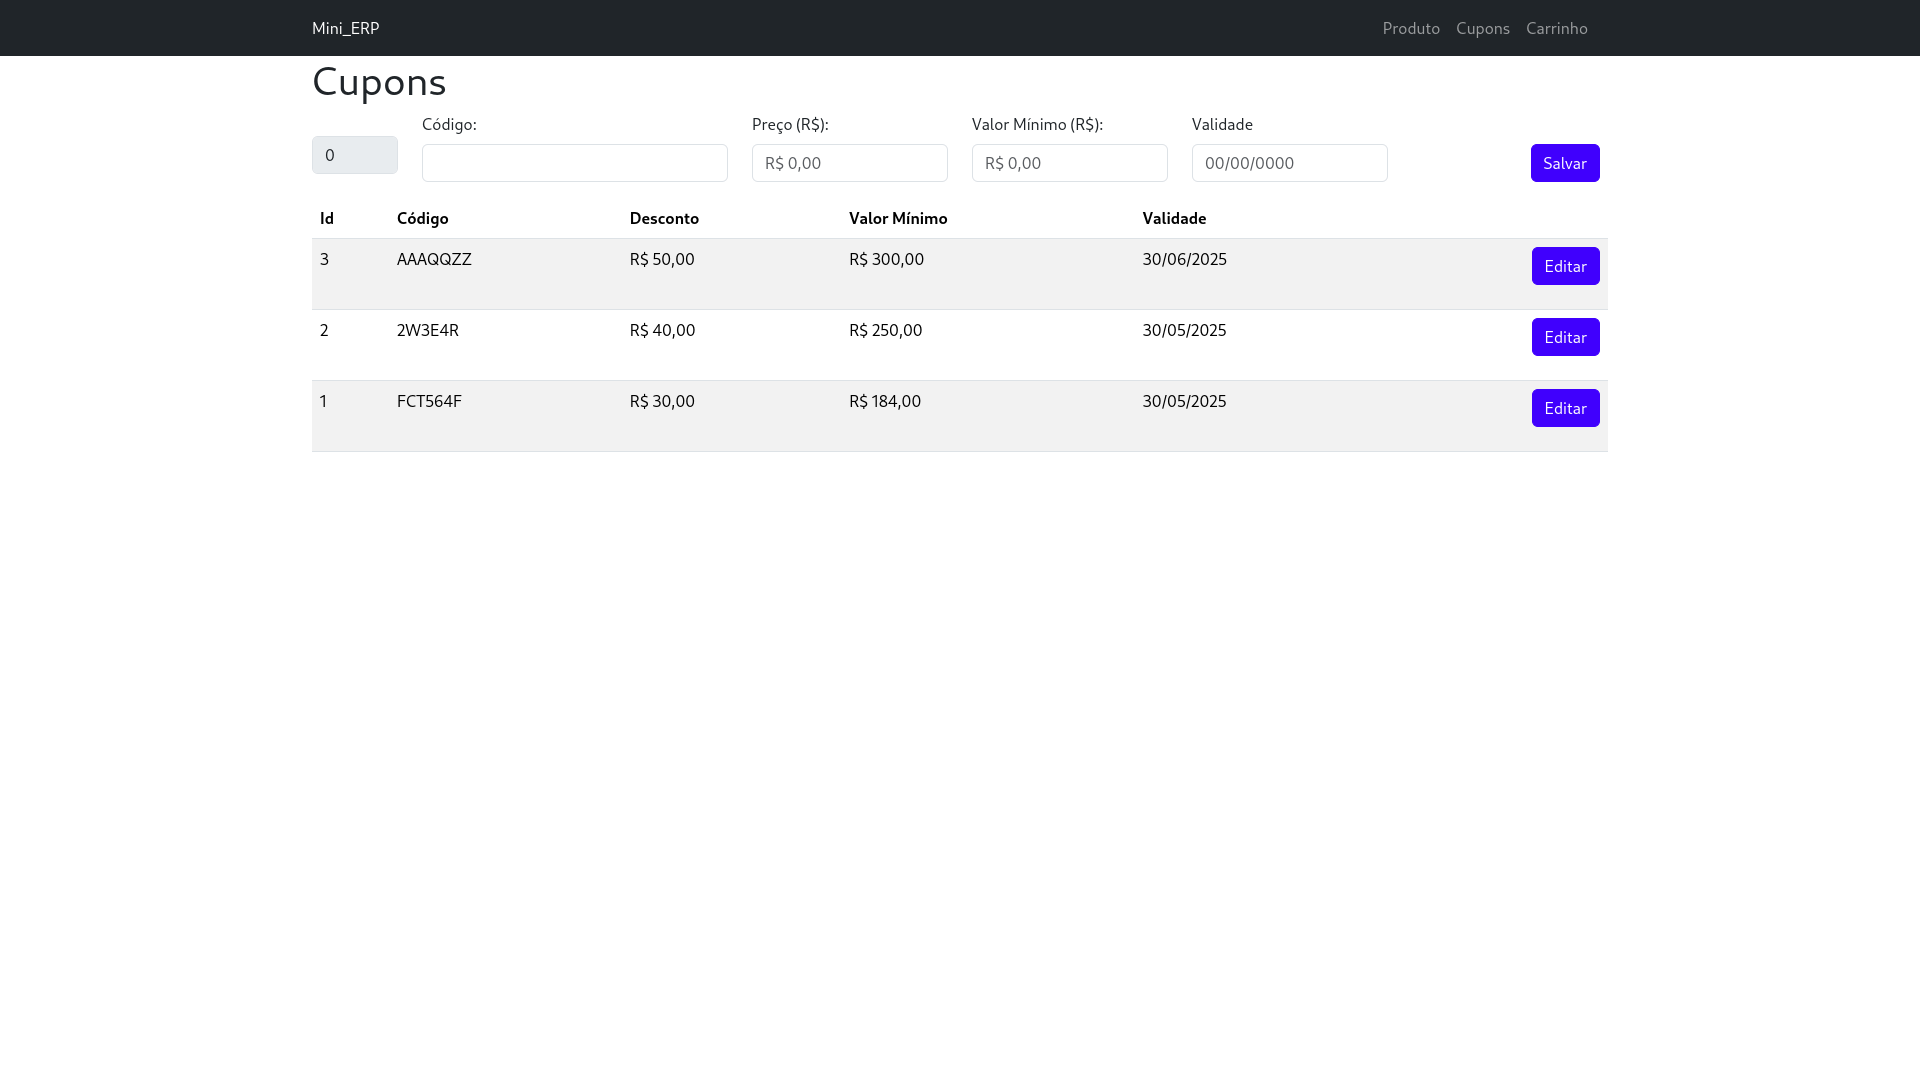 Mini_ERP Produto Cupons Carrinho
Cupons
Código: Preço (R$): Valor Mínimo (R$): Validade
0 R$ 0,00 R$ 0,00 00/00/0000 Salvar
Id Código Desconto Valor Mínimo Validade
3 AAAQQZZ R$ 50,00 R$ 300,00 30/06/2025 Editar
2 2W3E4R R$ 40,00 R$ 250,00 30/05/2025 Editar
1 FCT564F R$ 30,00 R$ 184,00 30/05/2025 Editar